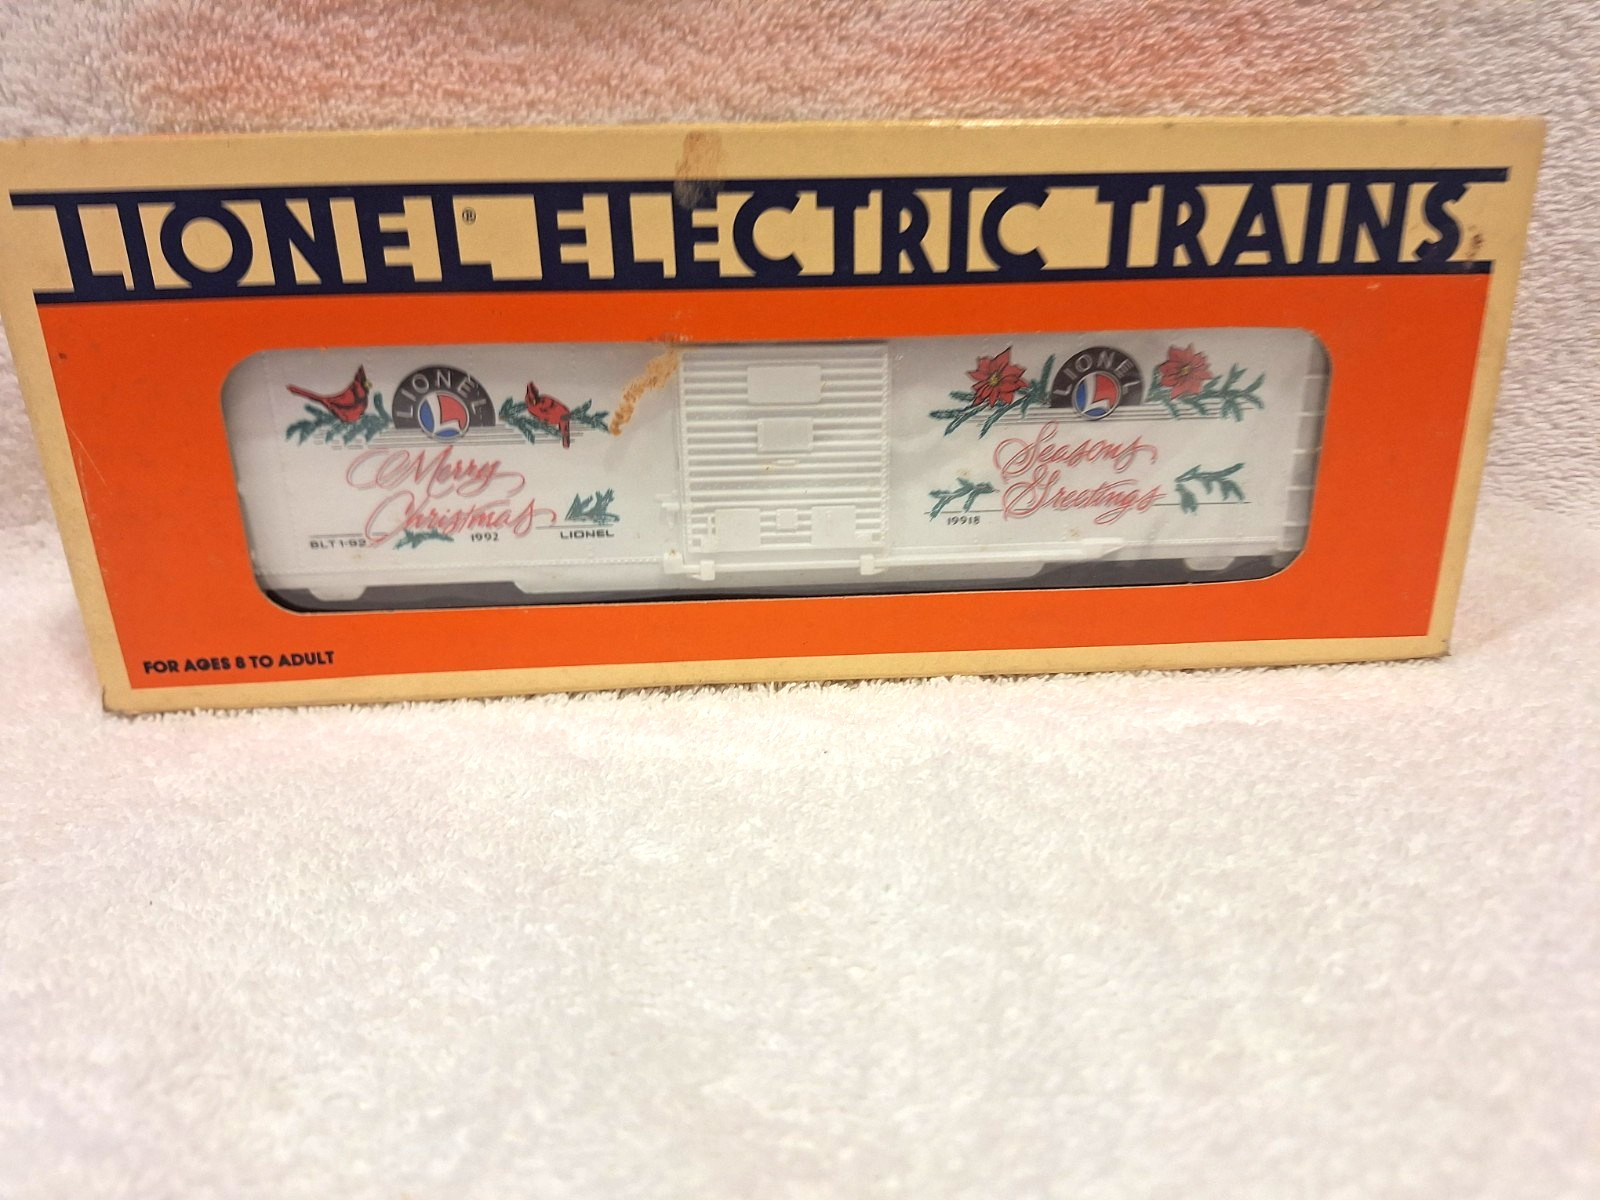 LIONEL® ELECTRIC TRAINS
LIONEL
Merry
Christmas
BLT 1-92
1992
LIONEL
LIONEL
Seasons
Greetings
19918
FOR AGES 8 TO ADULT